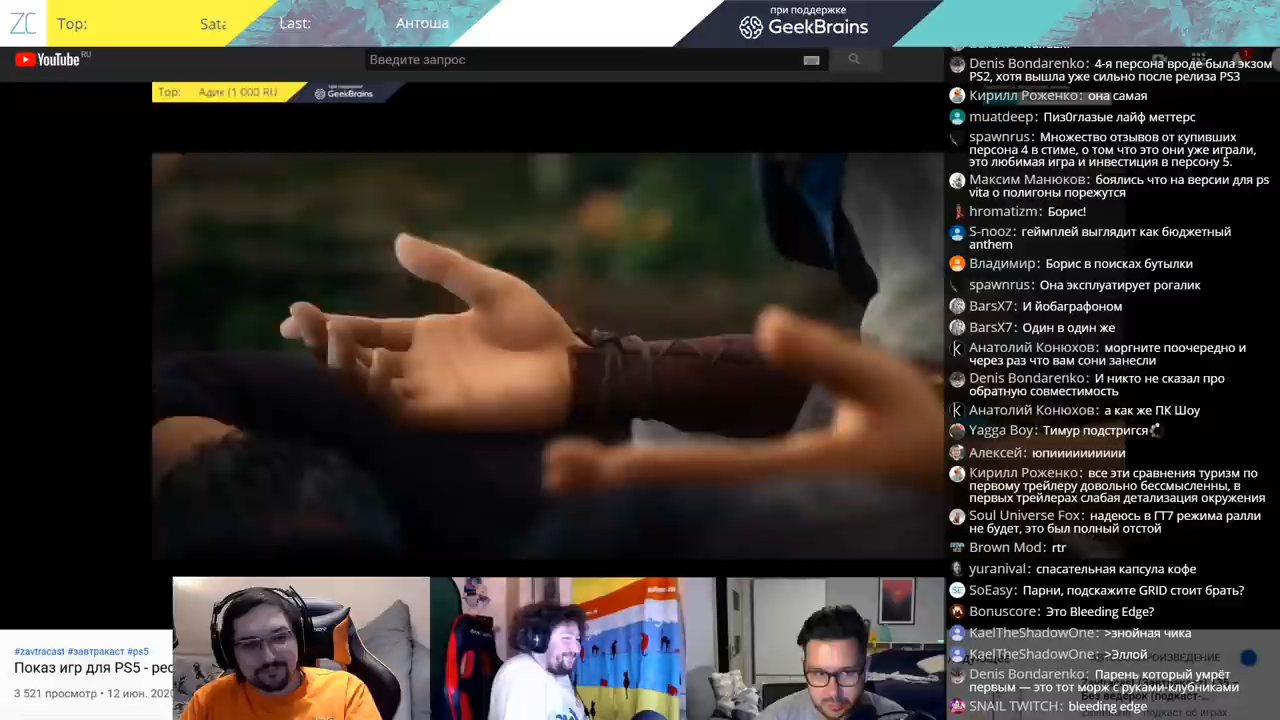 ZC
Top:
Sata
Last:
Антоша
при поддержке
GeekBrains
YouTube RU
Введите запрос
Top: Адик (1 000 RU
при поддержке
GeekBrains
Denis Bondarenko: 4-я персона вроде была экзом
PS2, хотя вышла уже сильно после релиза PS3
Кирилл Роженко: она самая
muatdeep: Пиз0глазые лайф меттерс
spawnrus: Множество отзывов от купивших
персона 4 в стиме, о том что это они уже играли,
это любимая игра и инвестиция в персону 5.
Максим Манюков: боялись что на версии для ps
vita о полигоны порежутся
hromatizm: Борис!
S-nooz: геймплей выглядит как бюджетный
anthem
Владимир: Борис в поисках бутылки
spawnrus: Она эксплуатирует рогалик
BarsX7: И йобаграфоном
BarsX7: Один в один же
Анатолий Конюхов: моргните поочередно и
через раз что вам сони занесли
Denis Bondarenko: И никто не сказал про
обратную совместимость
Анатолий Конюхов: а как же ПК Шоу
Yagga Boy: Тимур подстригся
Алексей: юпииииииииии
Кирилл Роженко: все эти сравнения туризм по
первому трейлеру довольно бессмысленны, в
первых трейлерах слабая детализация окружения
Soul Universe Fox: надеюсь в ГТ7 режима ралли
не будет, это был полный отстой
Brown Mod: rtr
yuranival: спасательная капсула кофе
SoEasy: Парни, подскажите GRID стоит брать?
Bonuscore: Это Bleeding Edge?
KaelTheShadowOne: >знойная чика
KaelTheShadowOne: >Эллой
Denis Bondarenko: Парень который умрёт
первым — это тот морж с руками-клубниками
SNAIL TWITCH: bleeding edge
#zavtracast #завтракаст #ps5
Показ игр для PS5 - рес
3 521 просмотр • 12 июн. 2020